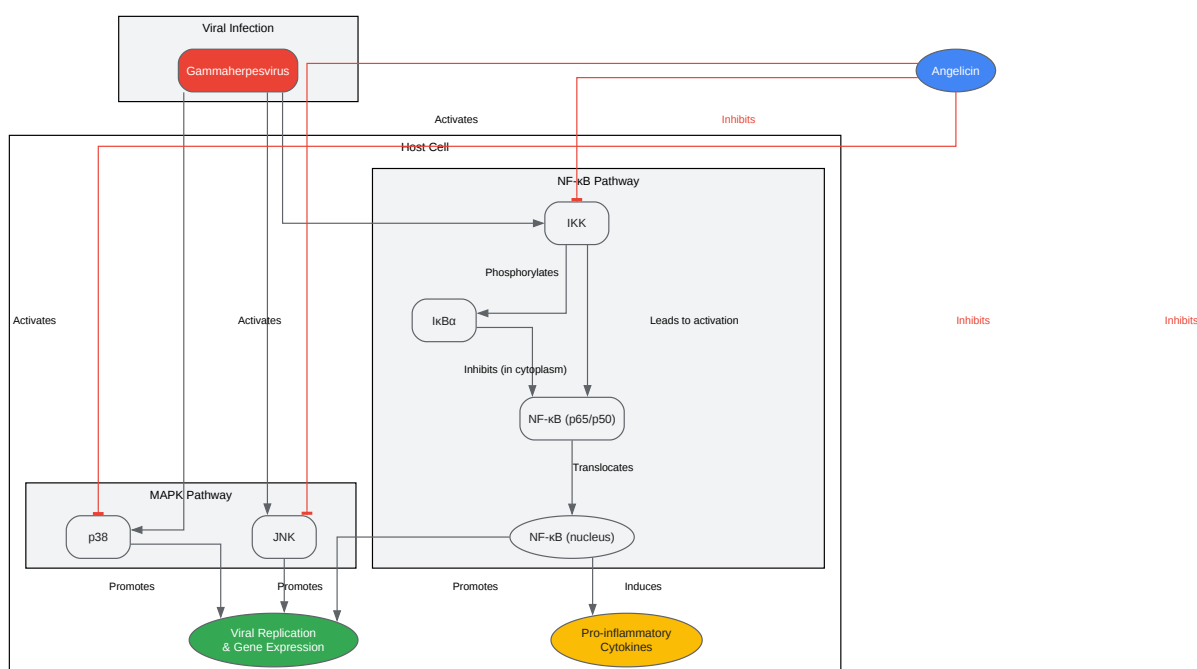 Viral Infection
Gammaherpesvirus
Angelicin
Activates
Inhibits
Host Cell
NF-κB Pathway
IKK
Phosphorylates
IκBα
Activates
Activates
Leads to activation
Inhibits
Inhibits
Inhibits (in cytoplasm)
NF-κB (p65/p50)
Translocates
MAPK Pathway
p38
JNK
NF-κB (nucleus)
Promotes
Promotes
Promotes
Induces
Viral Replication
& Gene Expression
Pro-inflammatory
Cytokines